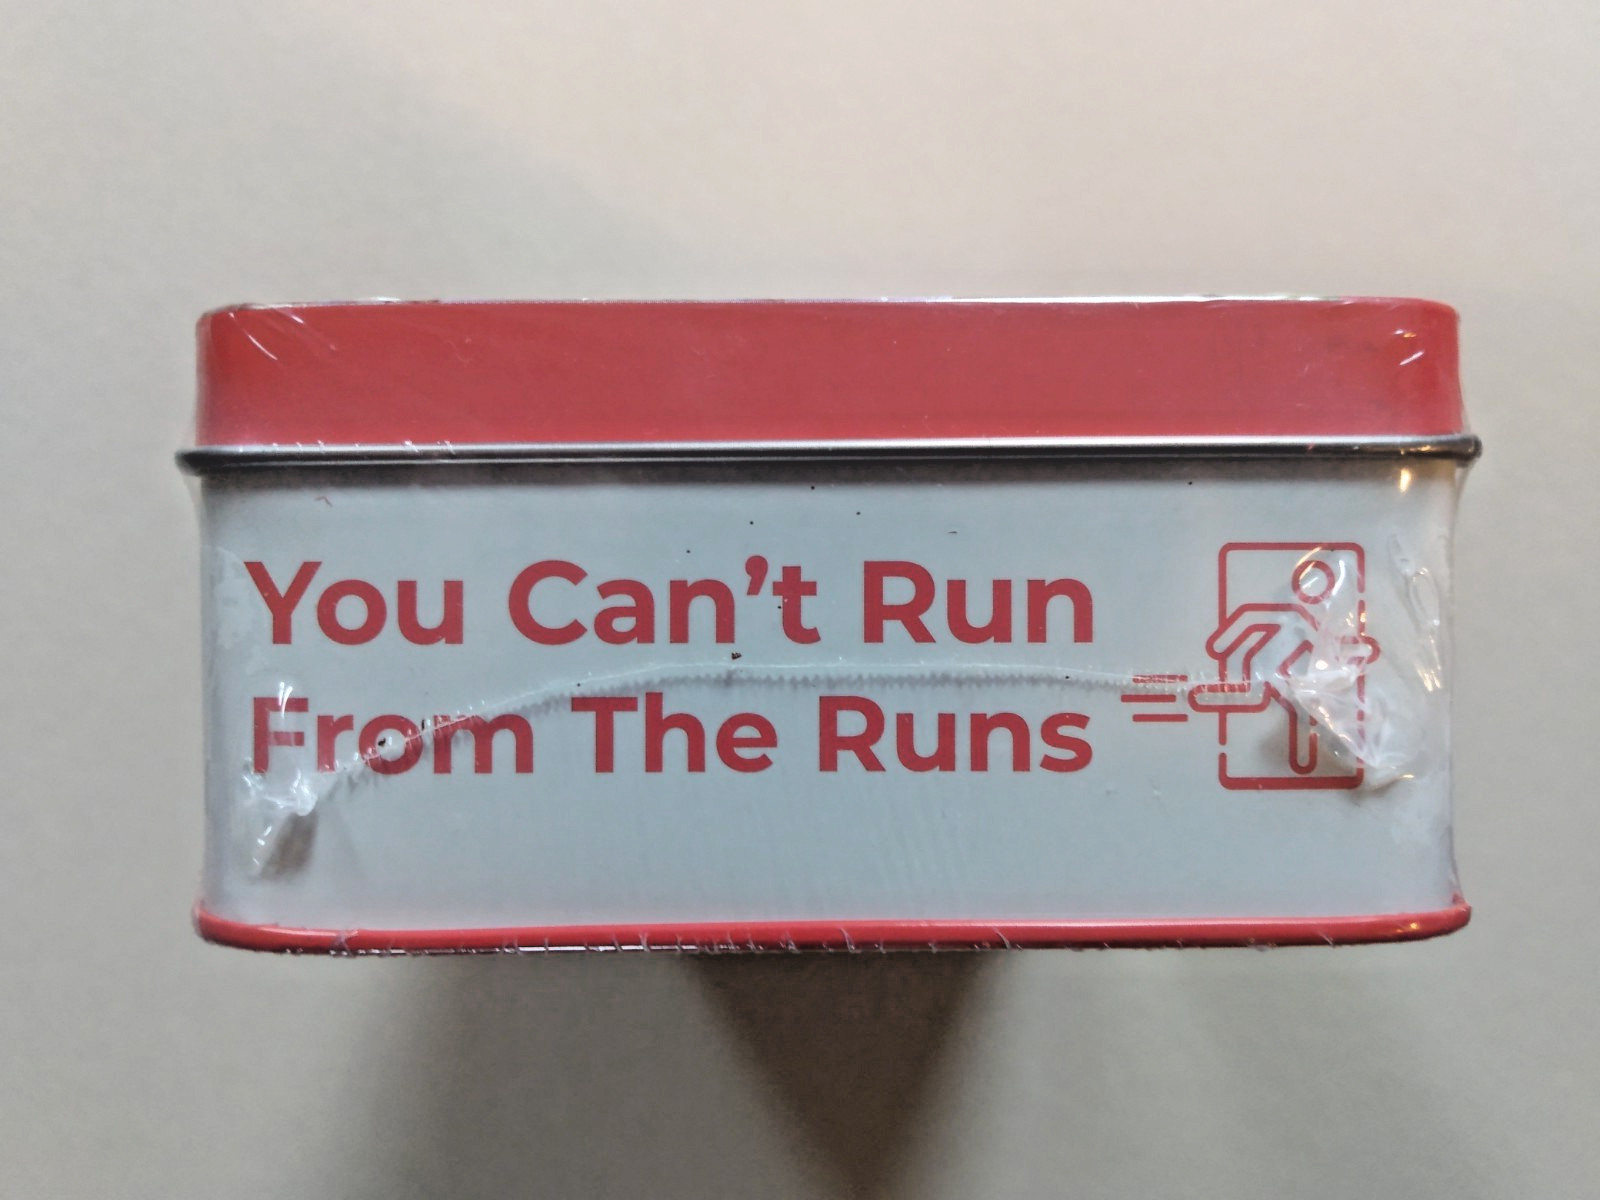 You Can’t Run
From The Runs